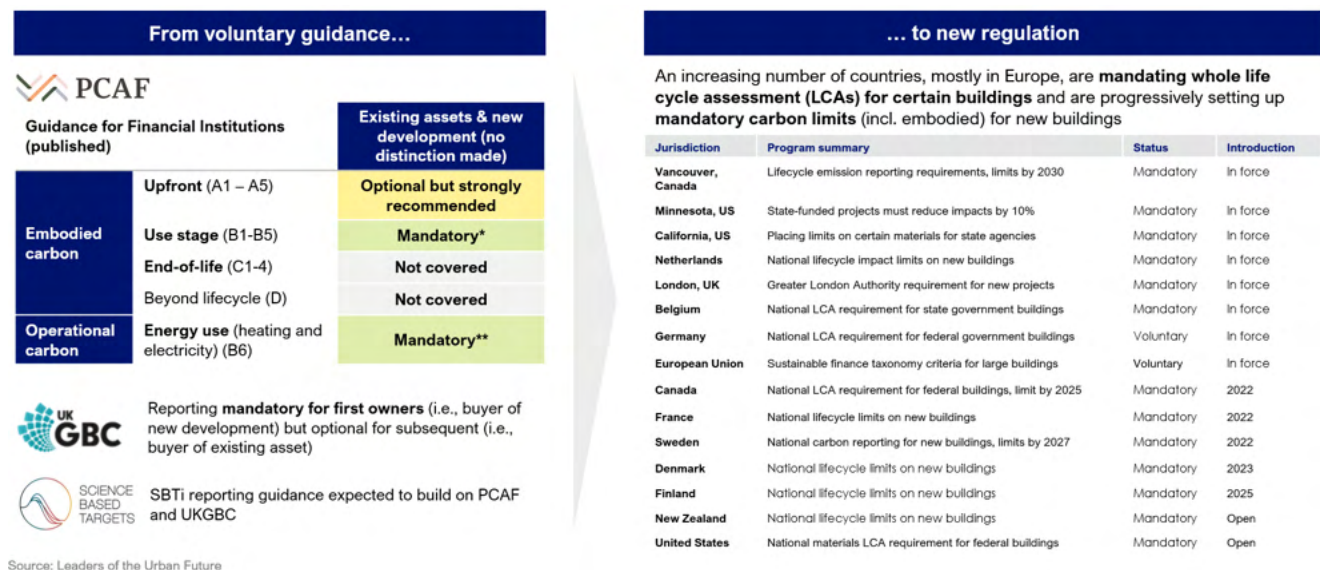 From voluntary guidance…
PCAF
Guidance for Financial Institutions
(published)
Existing assets & new
development (no
distinction made)
Embodied
carbon
Upfront (A1 – A5)
Optional but strongly
recommended
Use stage (B1-B5)
Mandatory*
End-of-life (C1-4)
Not covered
Beyond lifecycle (D)
Not covered
Operational
carbon
Energy use (heating and
electricity) (B6)
Mandatory**
UK
GBC
Reporting mandatory for first owners (i.e., buyer of
new development) but optional for subsequent (i.e.,
buyer of existing asset)
SCIENCE
BASED
TARGETS
SBTi reporting guidance expected to build on PCAF
and UKGBC
Source: Leaders of the Urban Future
… to new regulation
An increasing number of countries, mostly in Europe, are mandating whole life
cycle assessment (LCAs) for certain buildings and are progressively setting up
mandatory carbon limits (incl. embodied) for new buildings
Jurisdiction Program summary Status Introduction
Vancouver, Lifecycle emission reporting requirements, limits by 2030 Mandatory In force
Canada
Minnesota, US State-funded projects must reduce impacts by 10% Mandatory In force
California, US Placing limits on certain materials for state agencies Mandatory In force
Netherlands National lifecycle impact limits on new buildings Mandatory In force
London, UK Greater London Authority requirement for new projects Mandatory In force
Belgium National LCA requirement for state government buildings Mandatory In force
Germany National LCA requirement for federal government buildings Voluntary In force
European Union Sustainable finance taxonomy criteria for large buildings Voluntary In force
Canada National LCA requirement for federal buildings, limit by 2025 Mandatory 2022
France National lifecycle limits on new buildings Mandatory 2022
Sweden National carbon reporting for new buildings, limits by 2027 Mandatory 2022
Denmark National lifecycle limits on new buildings Mandatory 2023
Finland National lifecycle limits on new buildings Mandatory 2025
New Zealand National lifecycle limits on new buildings Mandatory Open
United States National materials LCA requirement for federal buildings Mandatory Open